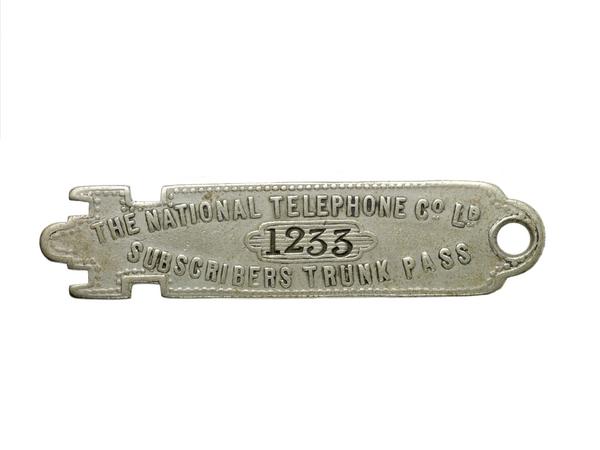 THE NATIONAL TELEPHONE Co LD
1233
SUBSCRIBERS TRUNK PASS